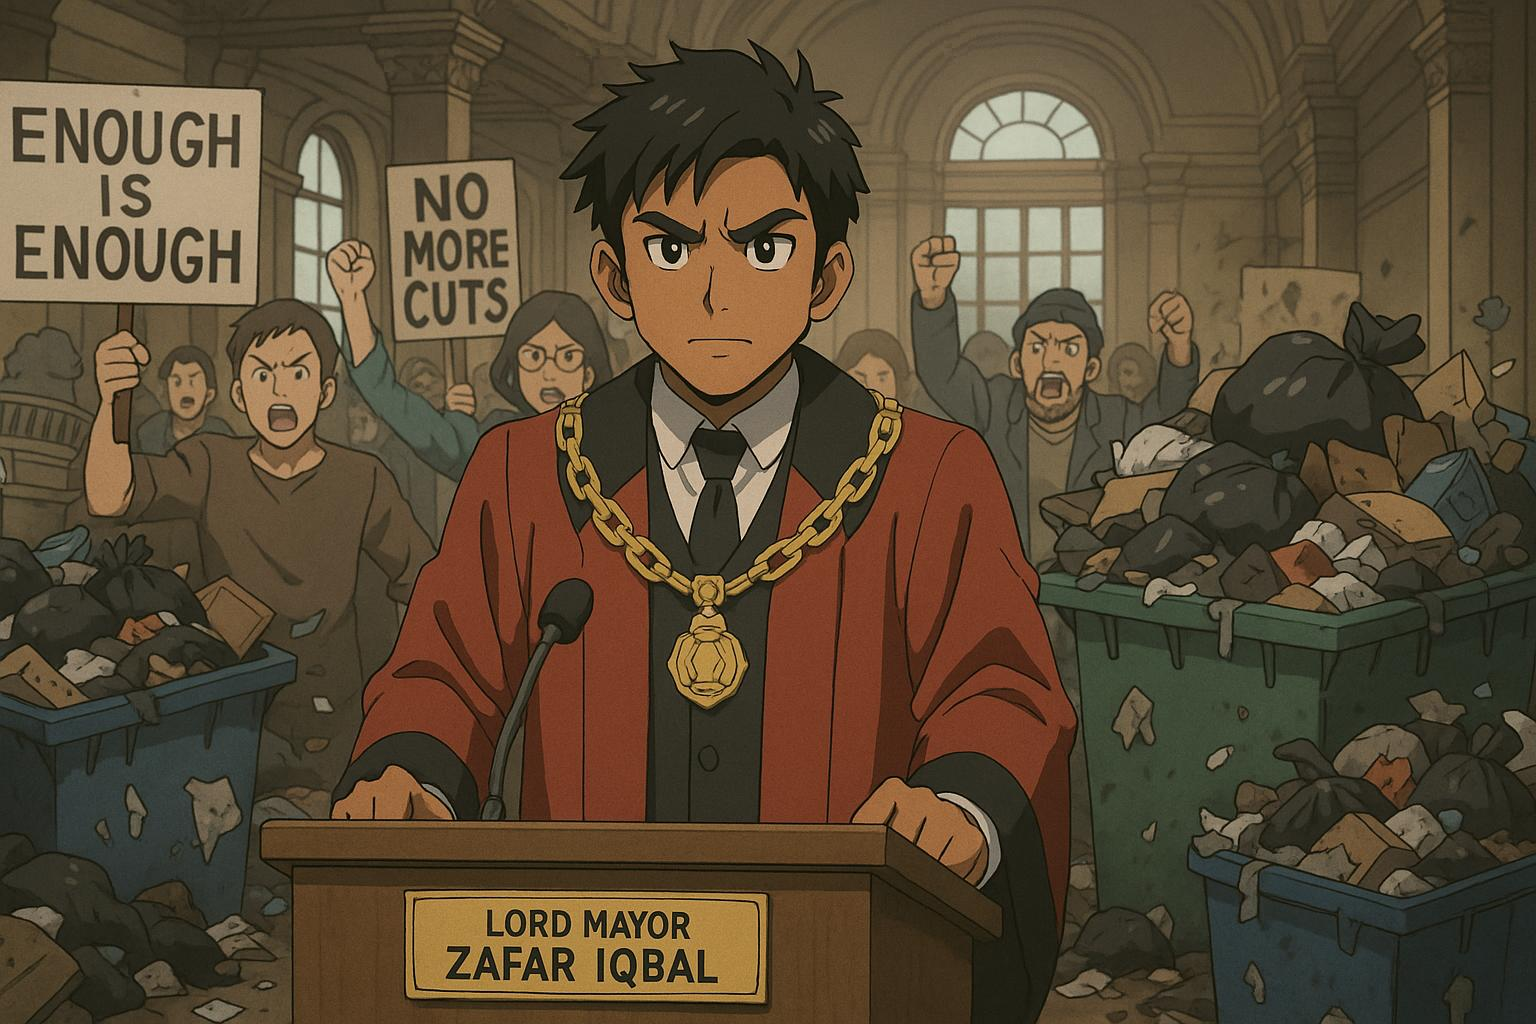 ENOUGH
IS
ENOUGH
NO
MORE
CUTS
LORD MAYOR
ZAFAR IQBAL